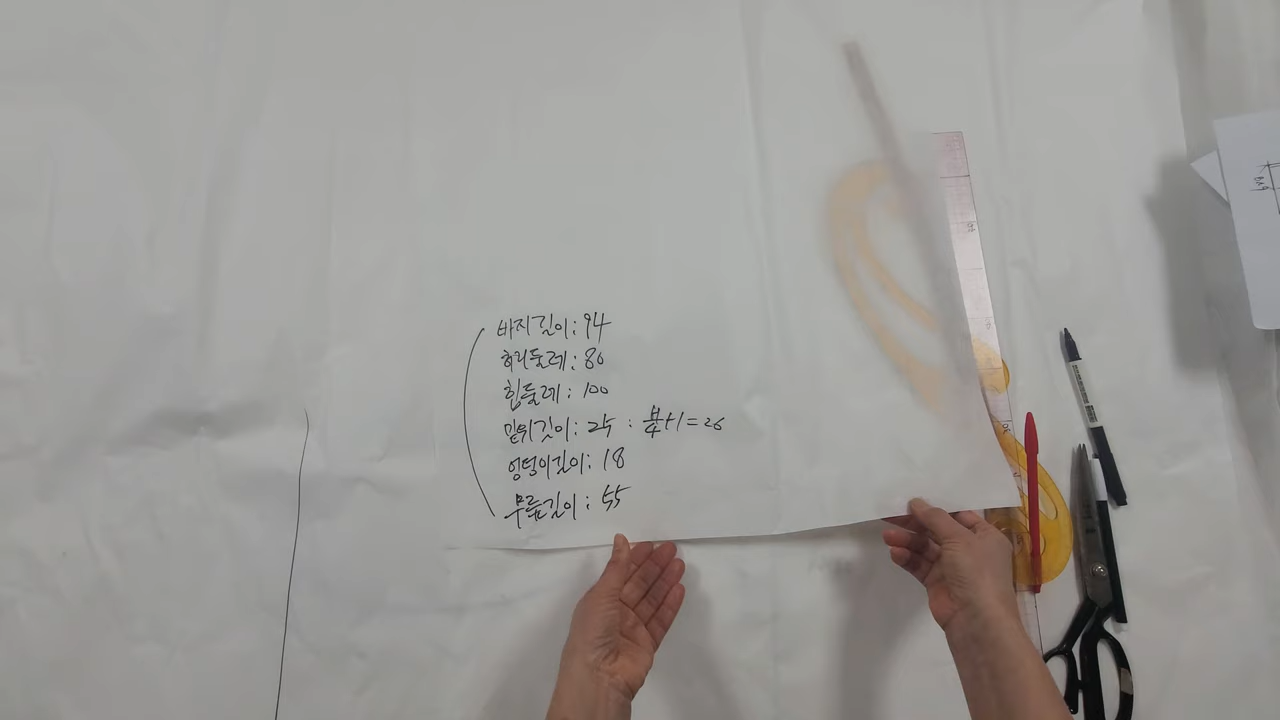 바지길이: 94
허리둘레: 80
힙둘레: 100
밑위길이: 25 : H/4+1=26
엉덩이길이: 18
무릎길이: 55